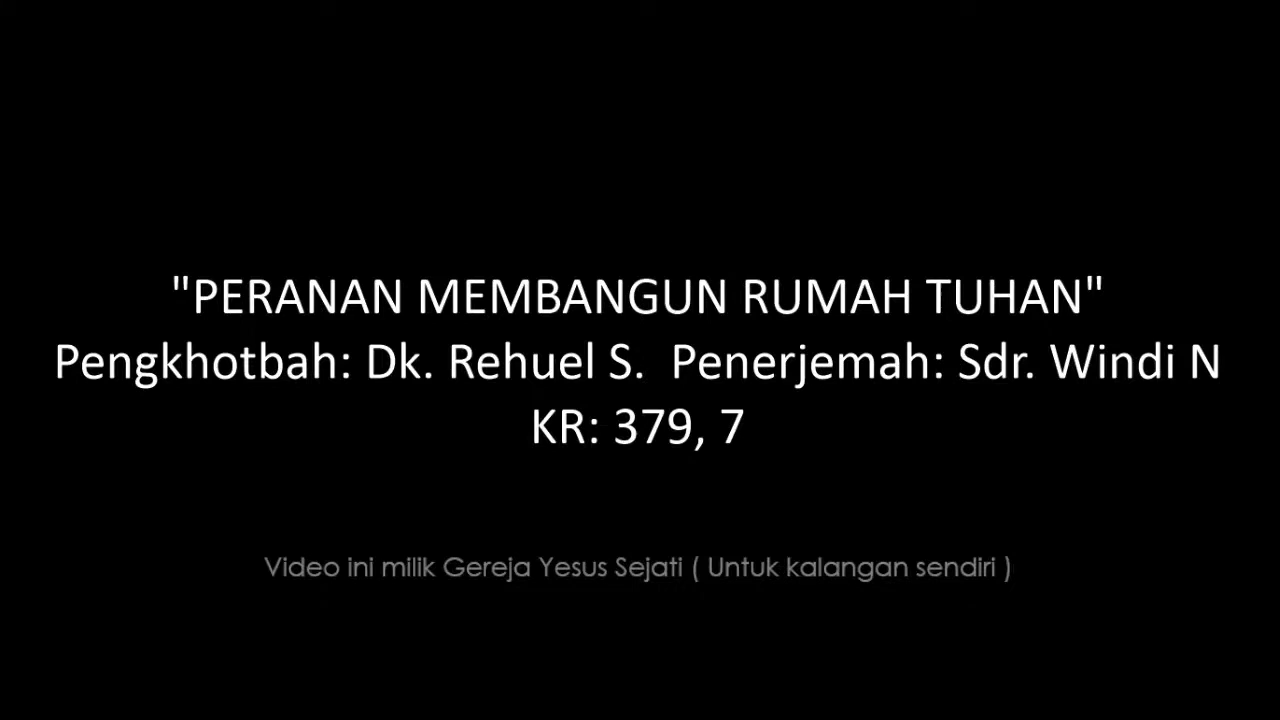 "PERANAN MEMBANGUN RUMAH TUHAN"
Pengkhotbah: Dk. Rehuel S.  Penerjemah: Sdr. Windi N
KR: 379, 7
Video ini milik Gereja Yesus Sejati ( Untuk kalangan sendiri )